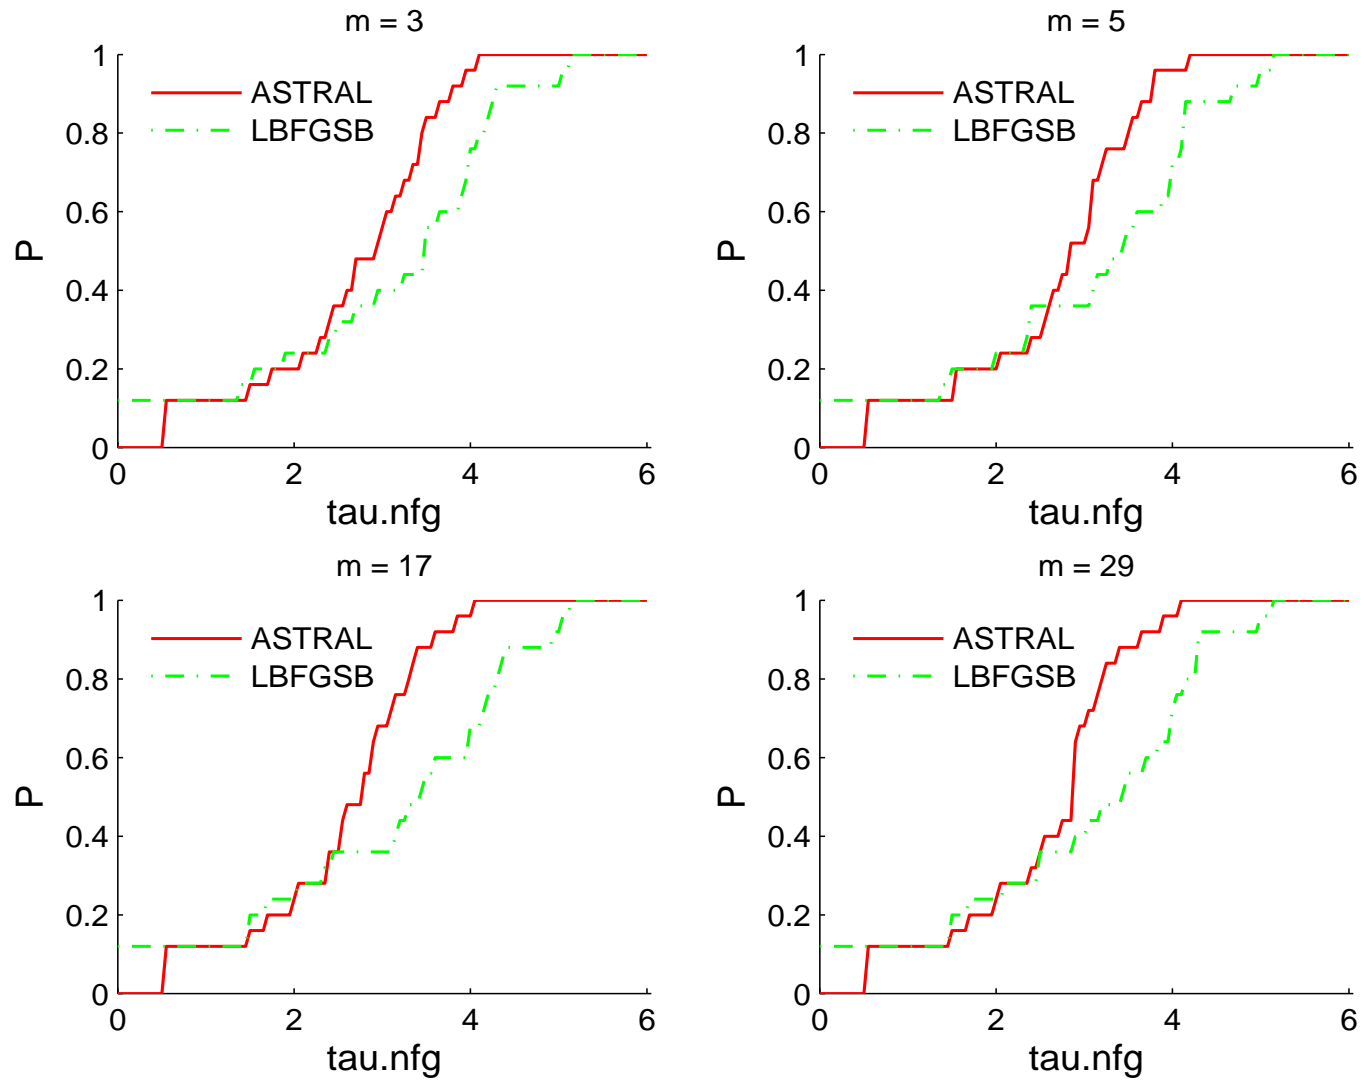 m = 3
1
0.8
0.6
0.4
0.2
0
P
ASTRAL
LBFGSB
0 2 4 6
tau.nfg
m = 5
1
0.8
0.6
0.4
0.2
0
P
ASTRAL
LBFGSB
0 2 4 6
tau.nfg
m = 17
1
0.8
0.6
0.4
0.2
0
P
ASTRAL
LBFGSB
0 2 4 6
tau.nfg
m = 29
1
0.8
0.6
0.4
0.2
0
P
ASTRAL
LBFGSB
0 2 4 6
tau.nfg